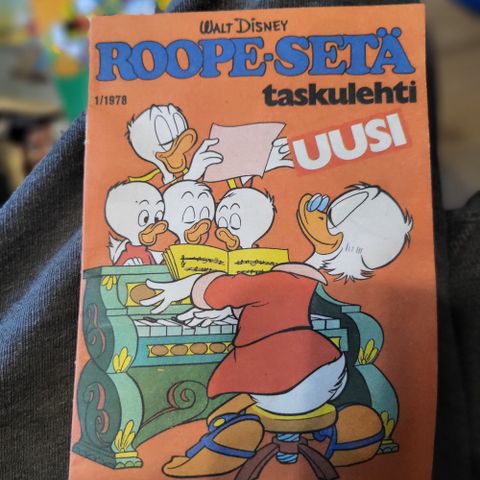 WALT DISNEY
ROOPE-SETÄ
1/1978
taskulehti
UUSI